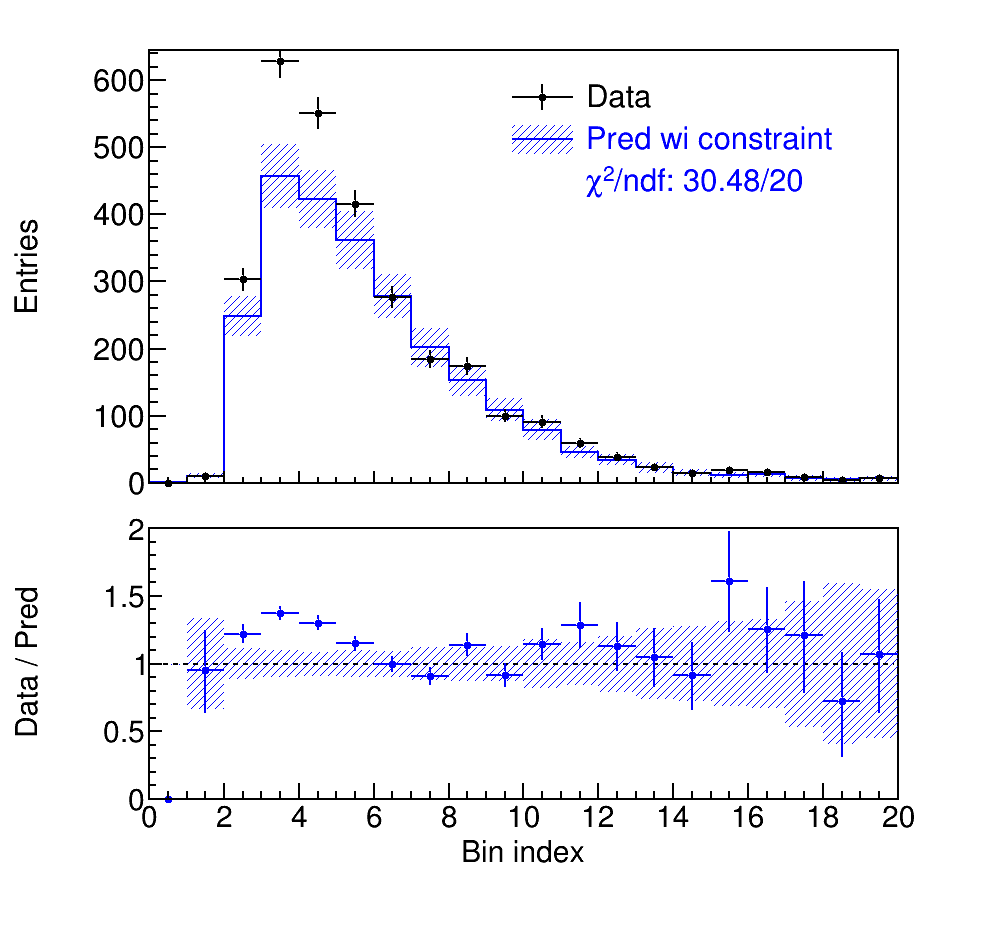 Entries
600
500
400
300
200
100
0
Data
Pred wi constraint
χ²/ndf: 30.48/20
Data / Pred
2
1.5
1
0.5
0
0 2 4 6 8 10 12 14 16 18 20
Bin index